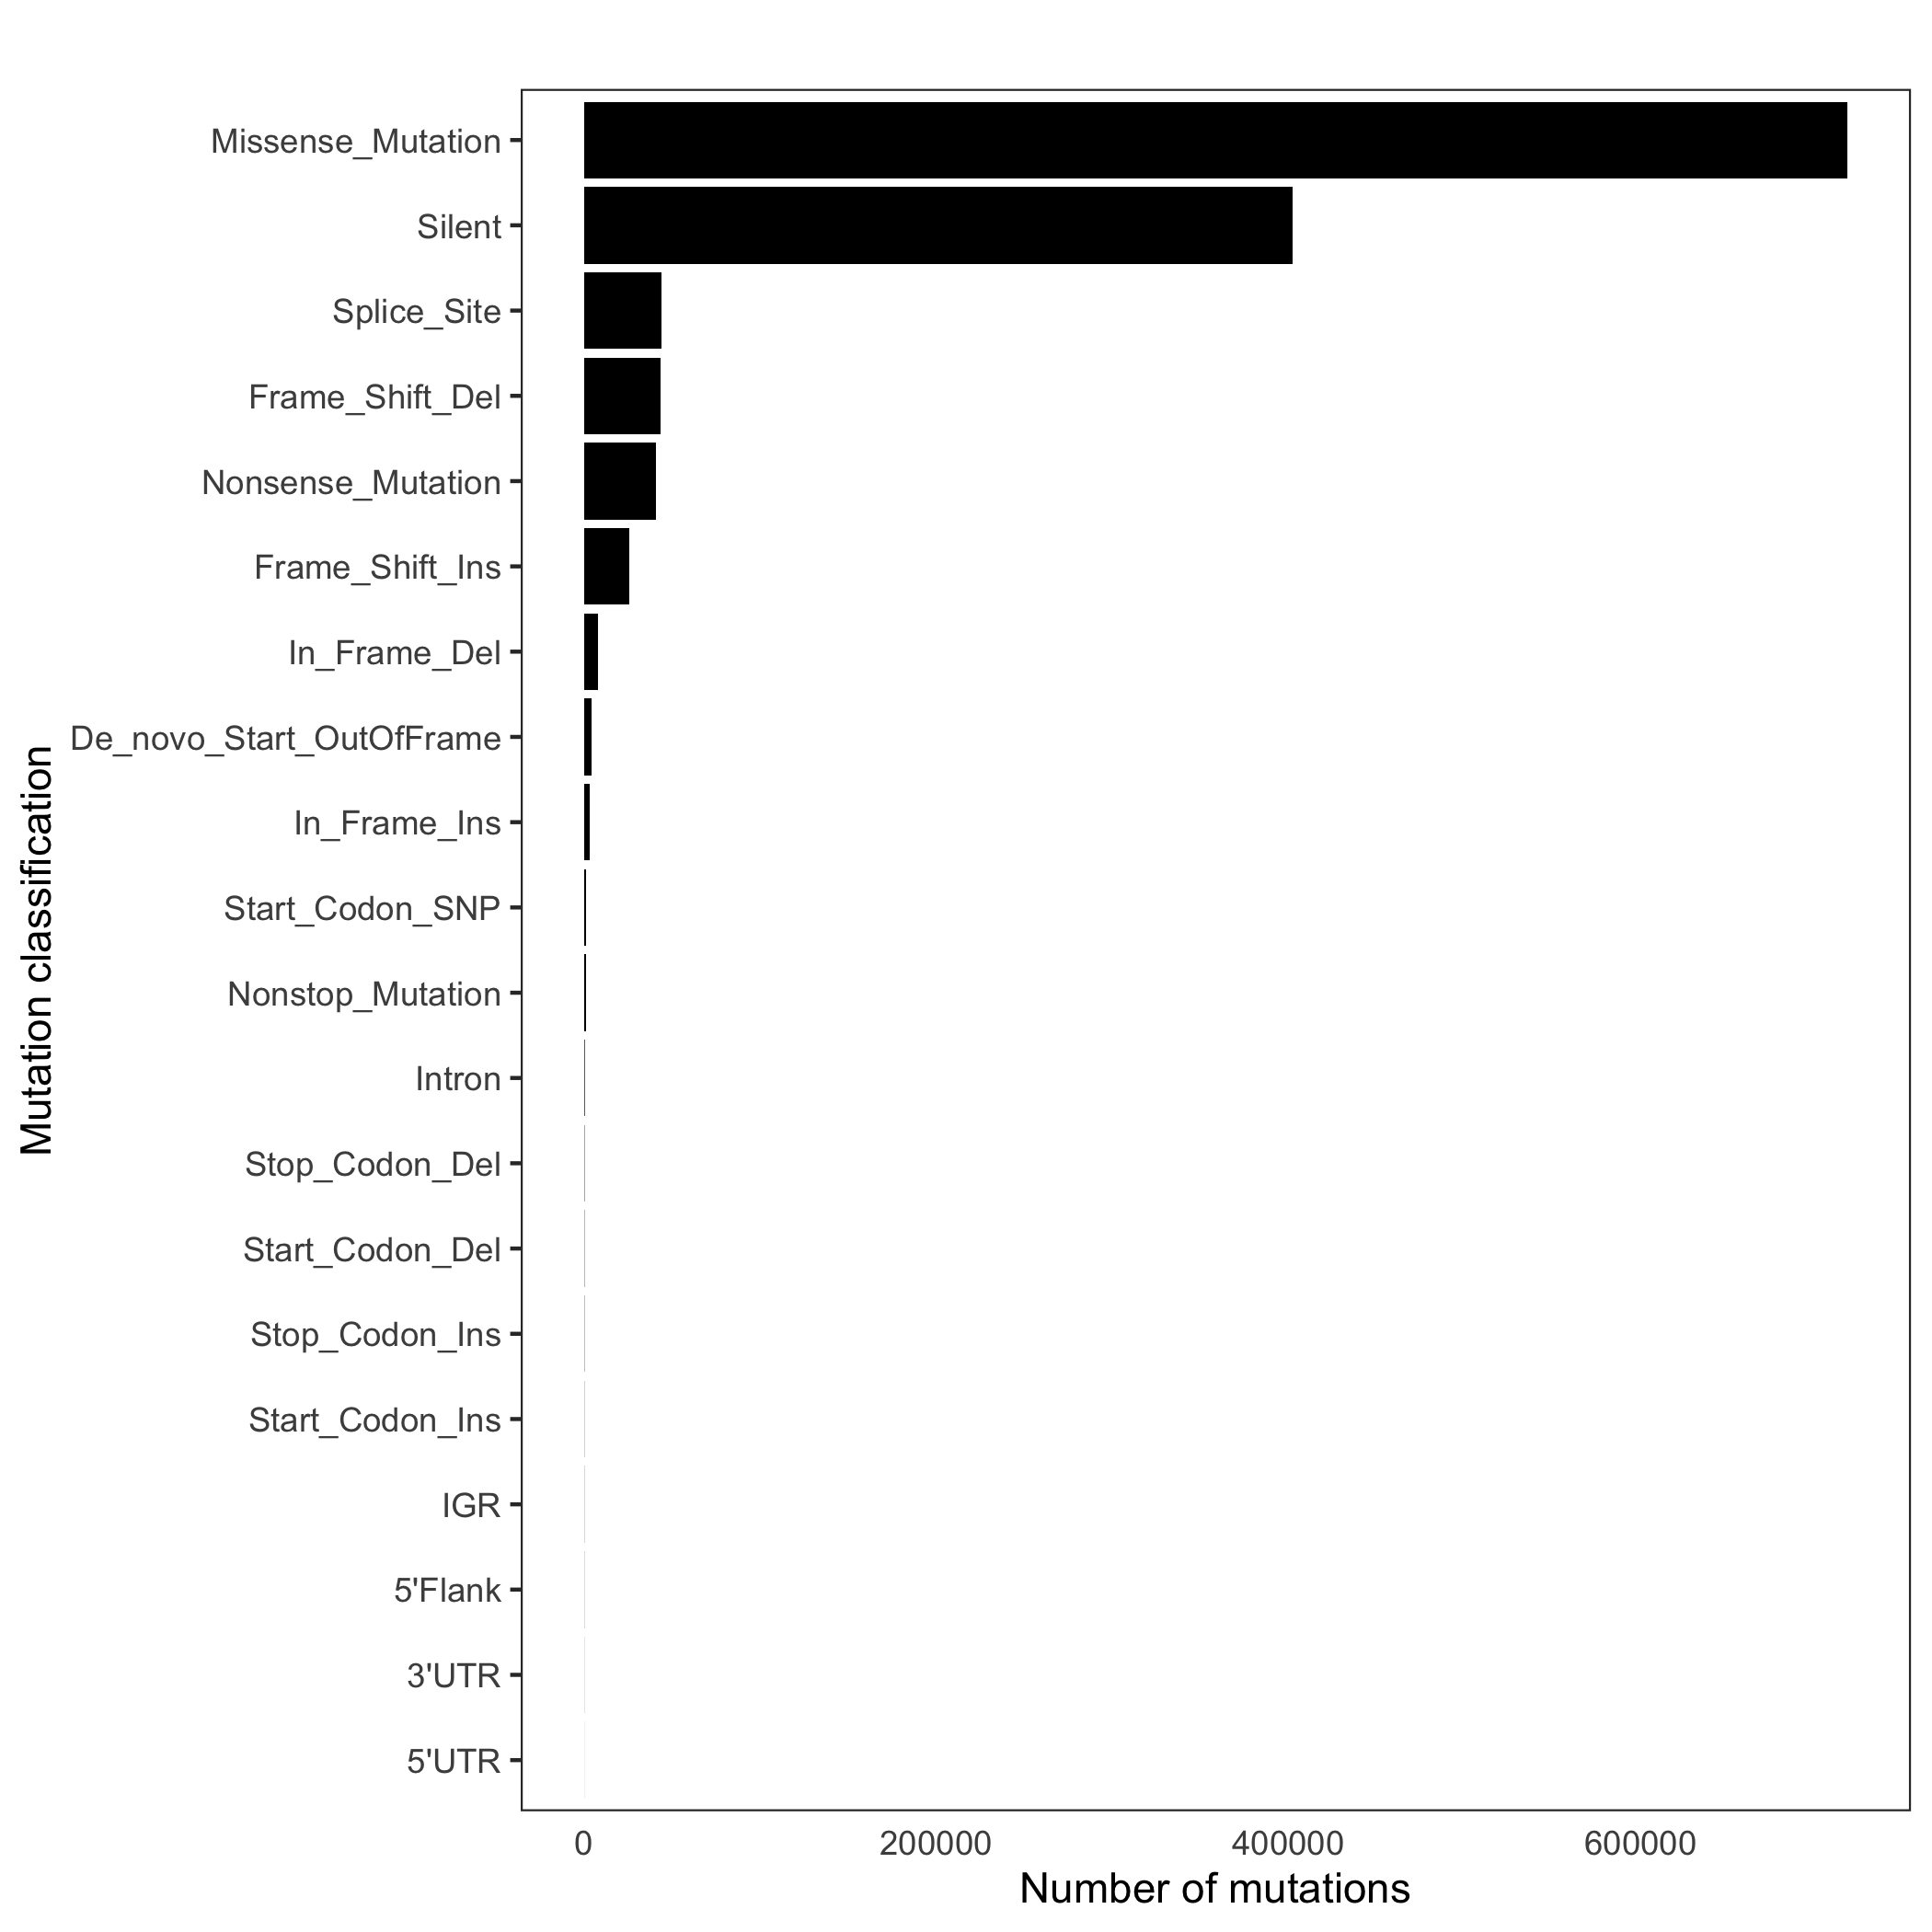 Missense_Mutation
Silent
Splice_Site
Frame_Shift_Del
Nonsense_Mutation
Frame_Shift_Ins
In_Frame_Del
De_novo_Start_OutOfFrame
In_Frame_Ins
Start_Codon_SNP
Nonstop_Mutation
Intron
Stop_Codon_Del
Start_Codon_Del
Stop_Codon_Ins
Start_Codon_Ins
IGR
5'Flank
3'UTR
5'UTR
Mutation classification
0 200000 400000 600000
Number of mutations